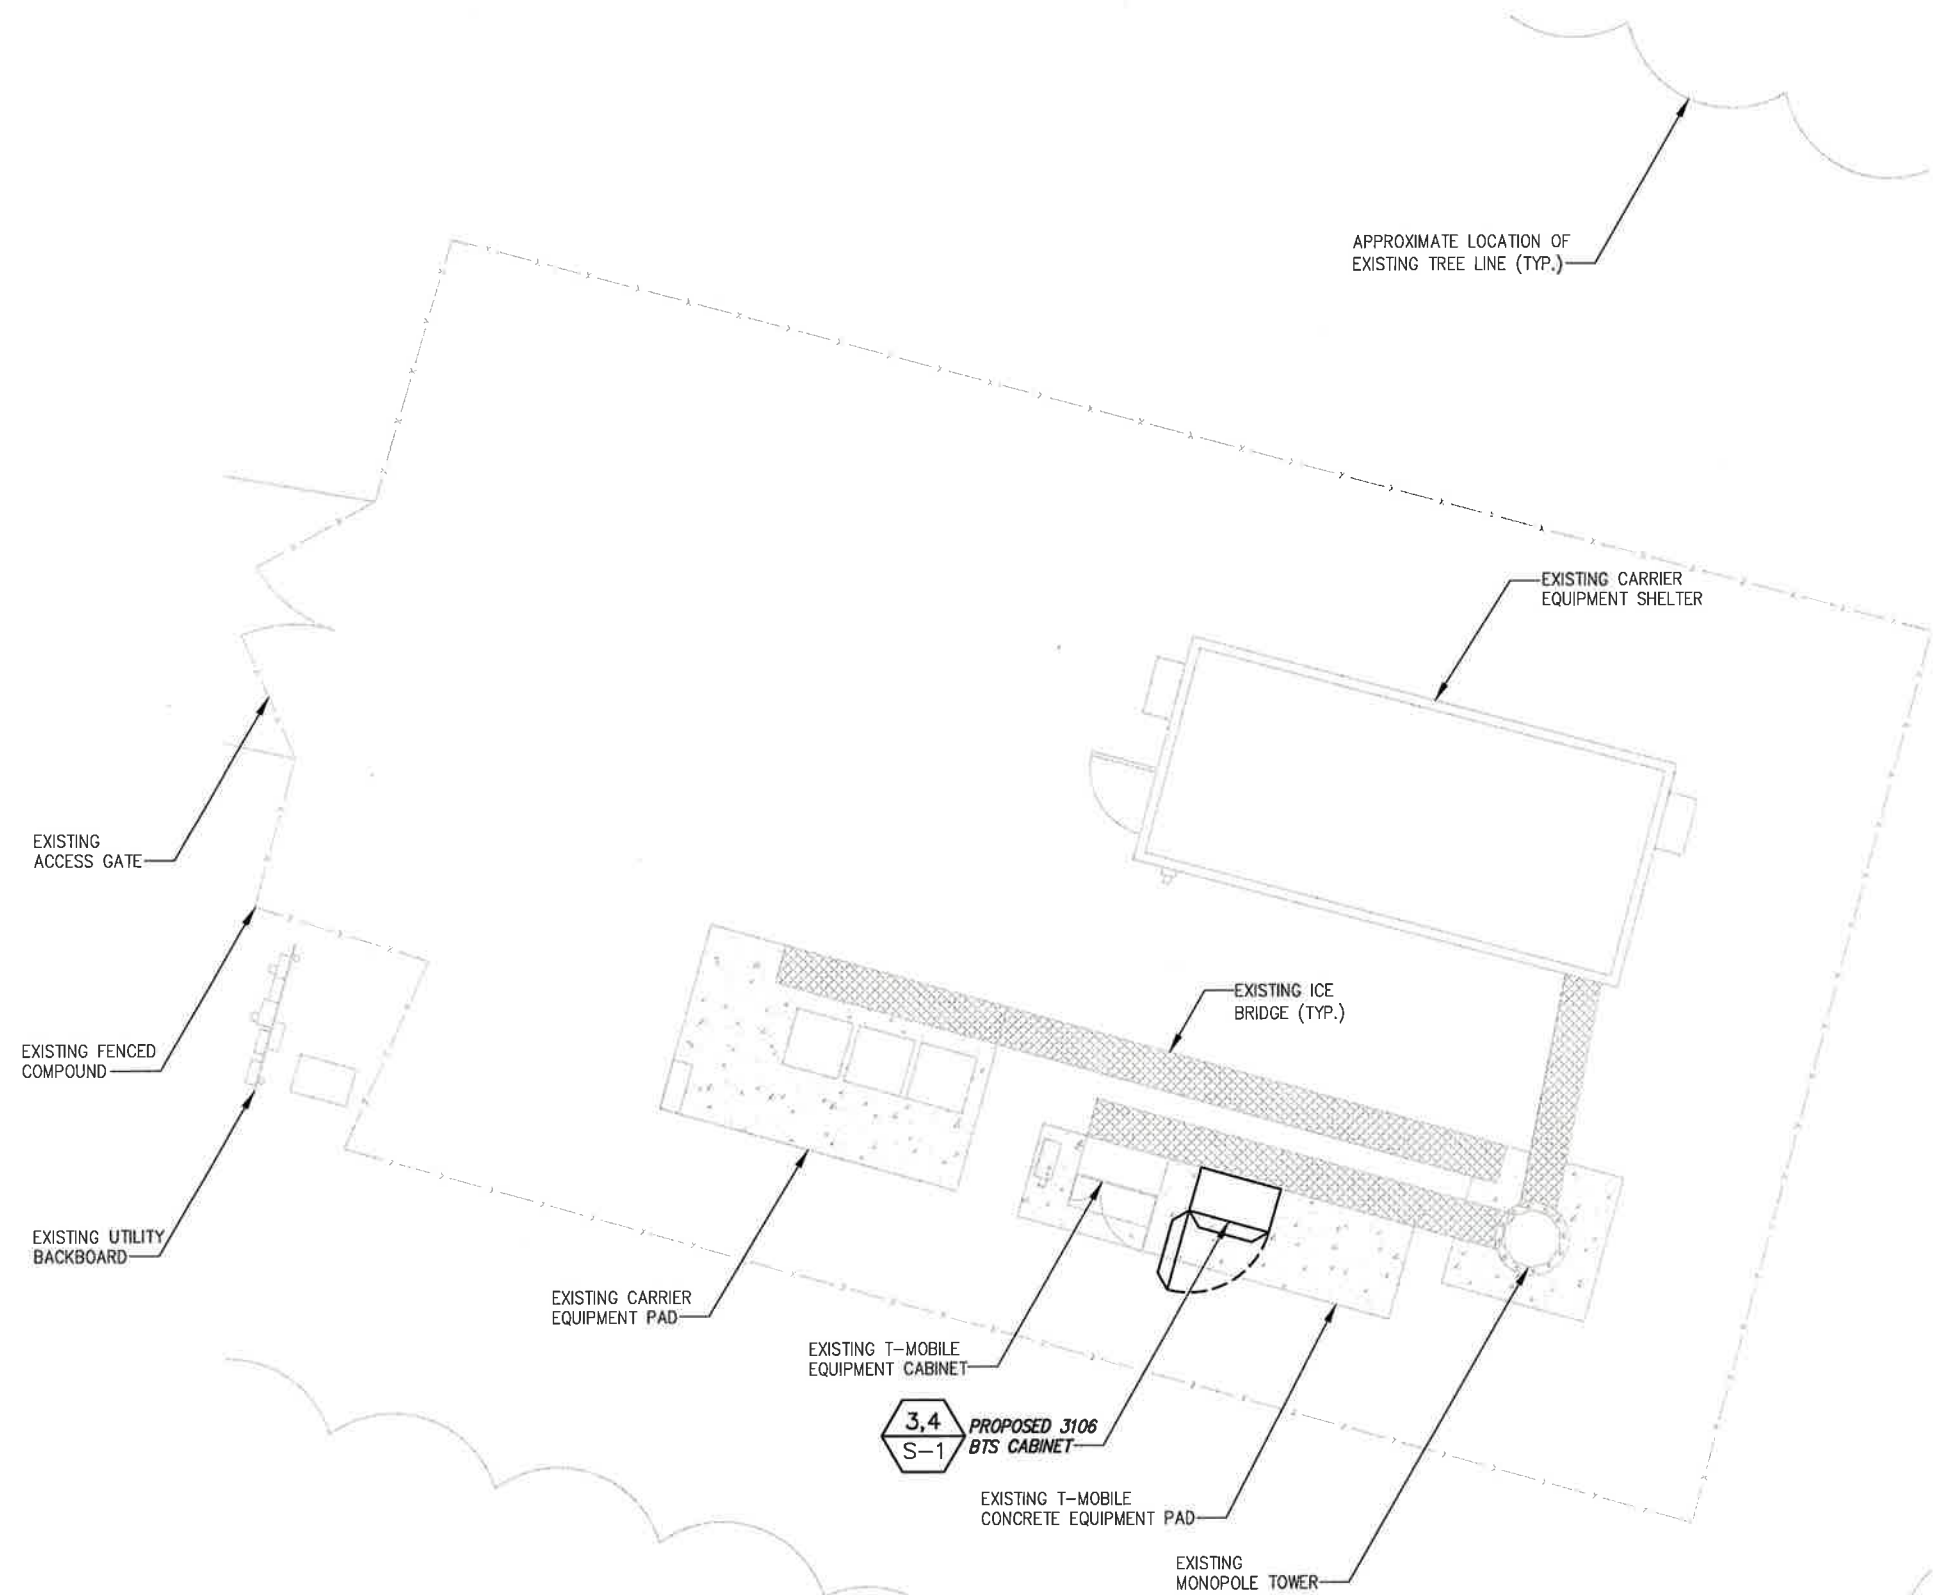 APPROXIMATE LOCATION OF
EXISTING TREE LINE (TYP.)
EXISTING CARRIER
EQUIPMENT SHELTER
EXISTING
ACCESS GATE
EXISTING ICE
BRIDGE (TYP.)
EXISTING FENCED
COMPOUND
EXISTING UTILITY
BACKBOARD
EXISTING CARRIER
EQUIPMENT PAD
EXISTING T-MOBILE
EQUIPMENT CABINET
3,4
S-1
PROPOSED 3106
BTS CABINET
EXISTING T-MOBILE
CONCRETE EQUIPMENT PAD
EXISTING
MONOPOLE TOWER